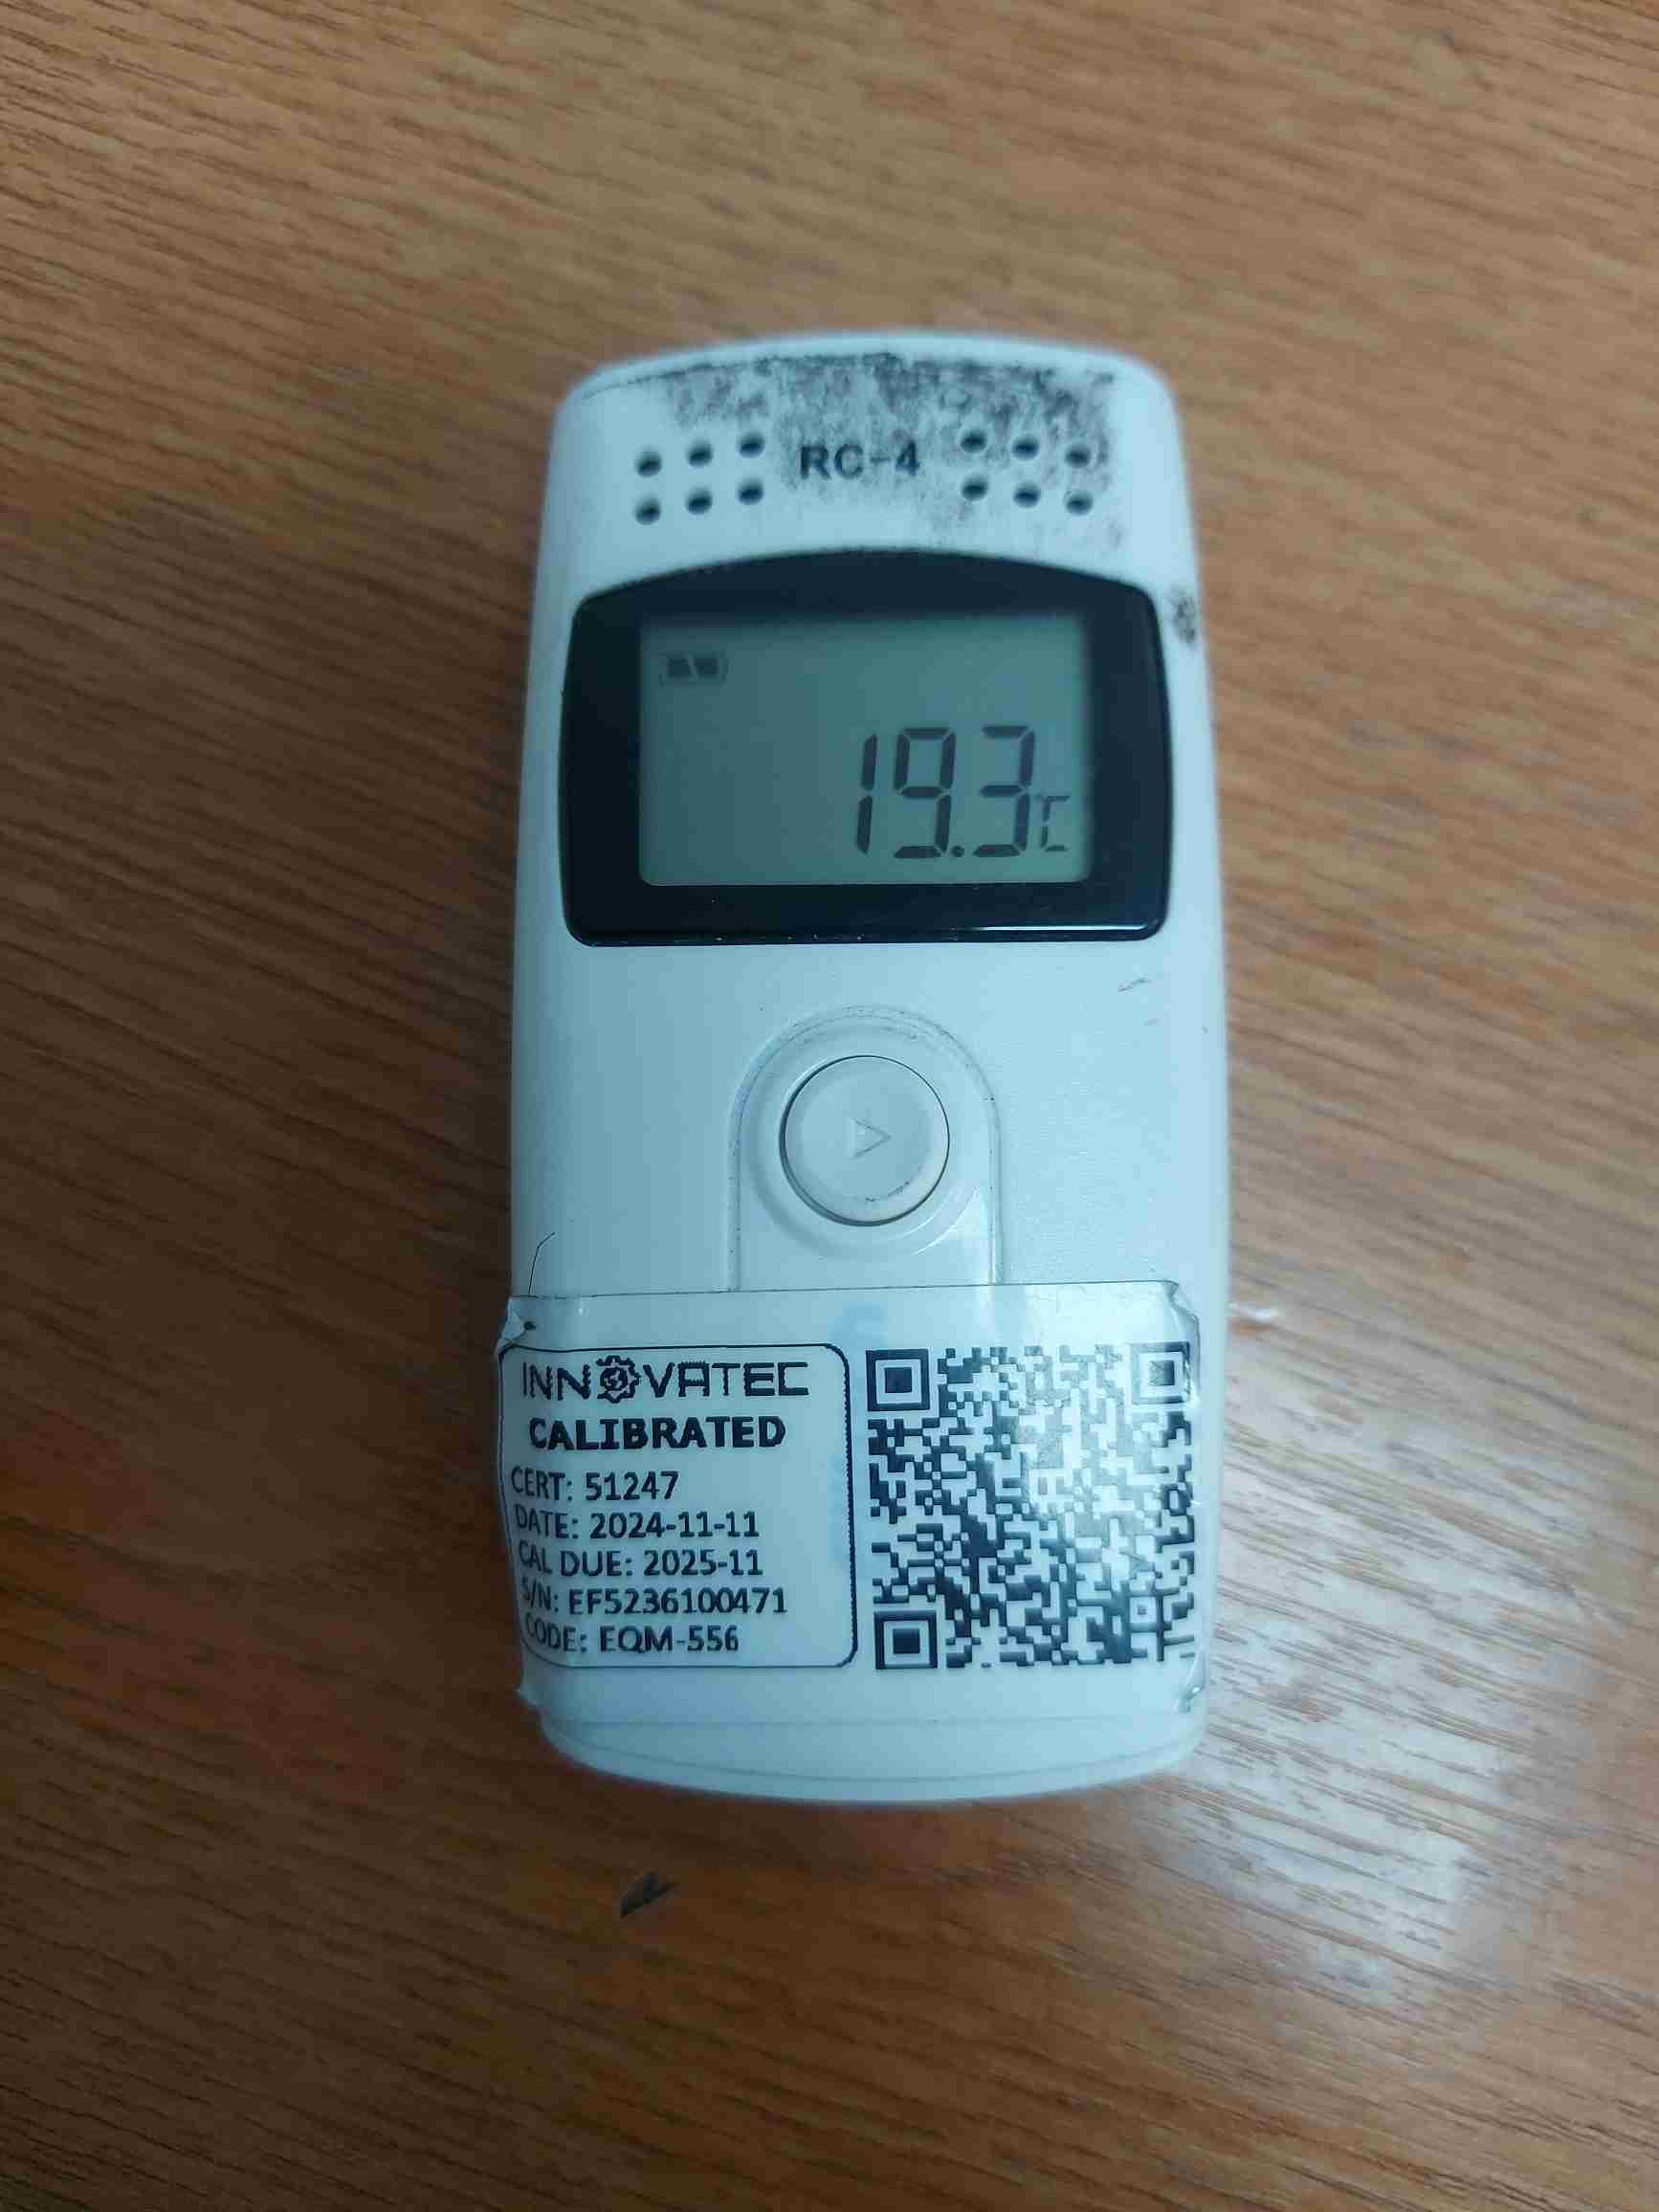 RC-4
19.3℃
INNOVATEC
CALIBRATED
CERT: 51247
DATE: 2024-11-11
CAL DUE: 2025-11
S/N: EF5236100471
CODE: EQM-556